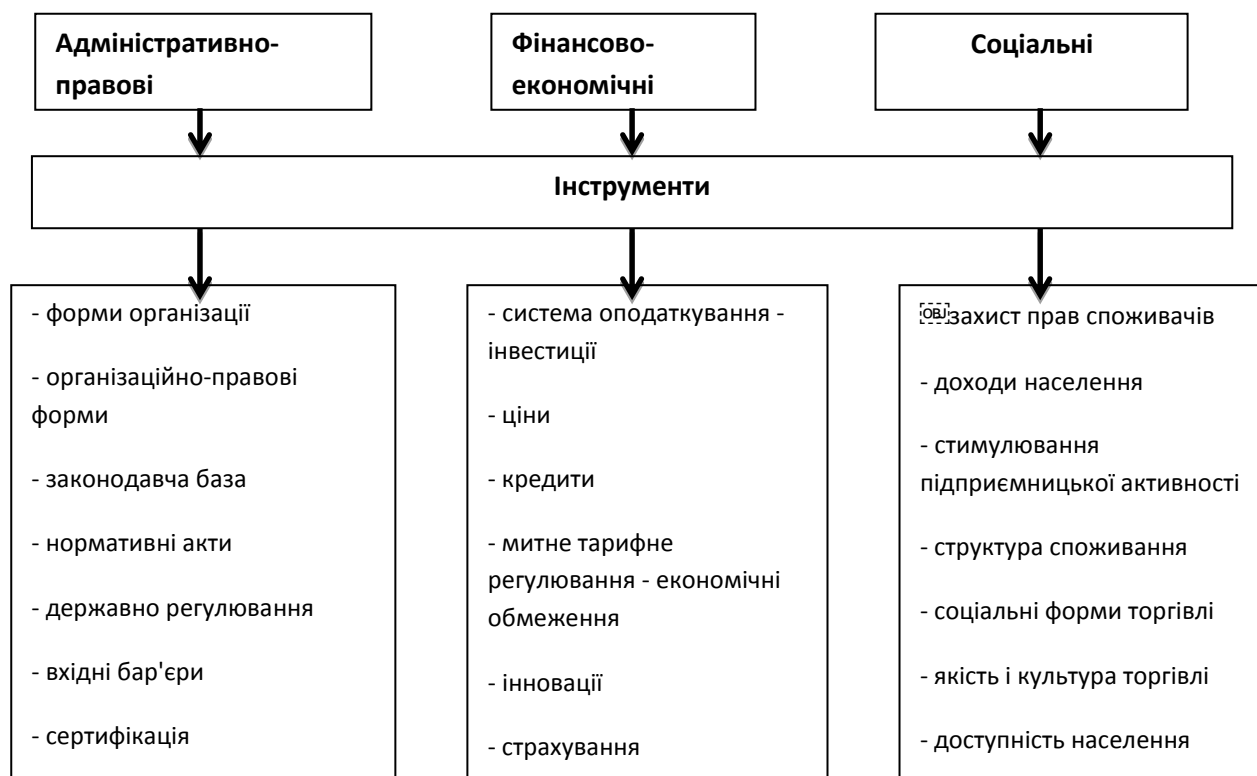 Адміністративно-
правові
Фінансово-
економічні
Соціальні
Інструменти
- форми організації
- організаційно-правові
форми
- законодавча база
- нормативні акти
- державно регулювання
- вхідні бар'єри
- сертифікація
- система оподаткування -
інвестиції
- ціни
- кредити
- митне тарифне
регулювання - економічні
обмеження
- інновації
- страхування
￼захист прав споживачів
- доходи населення
- стимулювання
підприємницької активності
- структура споживання
- соціальні форми торгівлі
- якість і культура торгівлі
- доступність населення